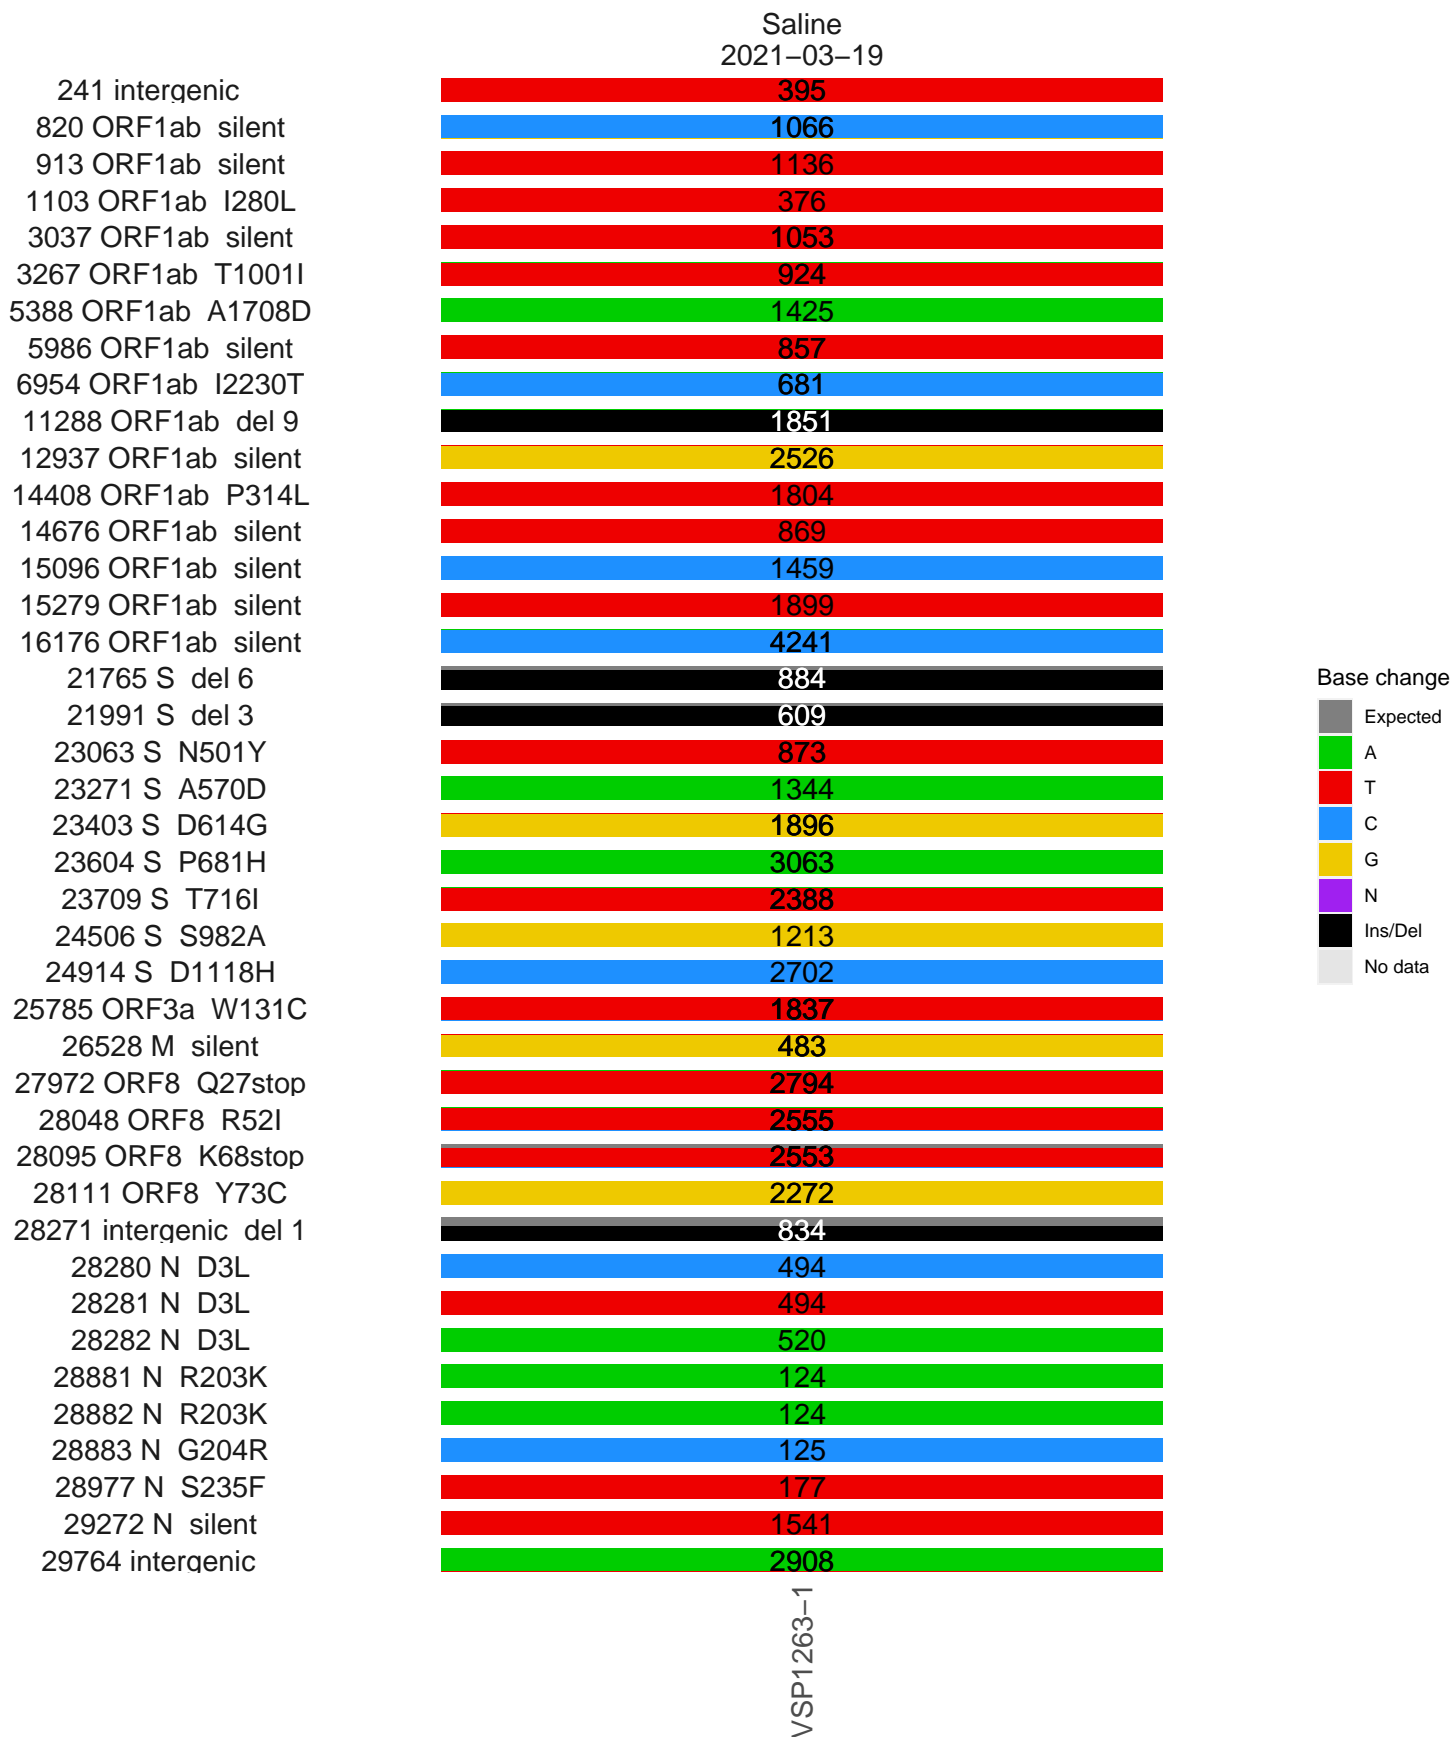 Saline
2021−03−19
241 intergenic 395
820 ORF1ab silent 1066
913 ORF1ab silent 1136
1103 ORF1ab I280L 376
3037 ORF1ab silent 1053
3267 ORF1ab T1001I 924
5388 ORF1ab A1708D 1425
5986 ORF1ab silent 857
6954 ORF1ab I2230T 681
11288 ORF1ab del 9 1851
12937 ORF1ab silent 2526
14408 ORF1ab P314L 1804
14676 ORF1ab silent 869
15096 ORF1ab silent 1459
15279 ORF1ab silent 1899
16176 ORF1ab silent 4241
21765 S del 6 884
21991 S del 3 609
23063 S N501Y 873
23271 S A570D 1344
23403 S D614G 1896
23604 S P681H 3063
23709 S T716I 2388
24506 S S982A 1213
24914 S D1118H 2702
25785 ORF3a W131C 1837
26528 M silent 483
27972 ORF8 Q27stop 2794
28048 ORF8 R52I 2555
28095 ORF8 K68stop 2553
28111 ORF8 Y73C 2272
28271 intergenic del 1 834
28280 N D3L 494
28281 N D3L 494
28282 N D3L 520
28881 N R203K 124
28882 N R203K 124
28883 N G204R 125
28977 N S235F 177
29272 N silent 1541
29764 intergenic 2908
VSP1263−1
Base change
Expected
A
T
C
G
N
Ins/Del
No data